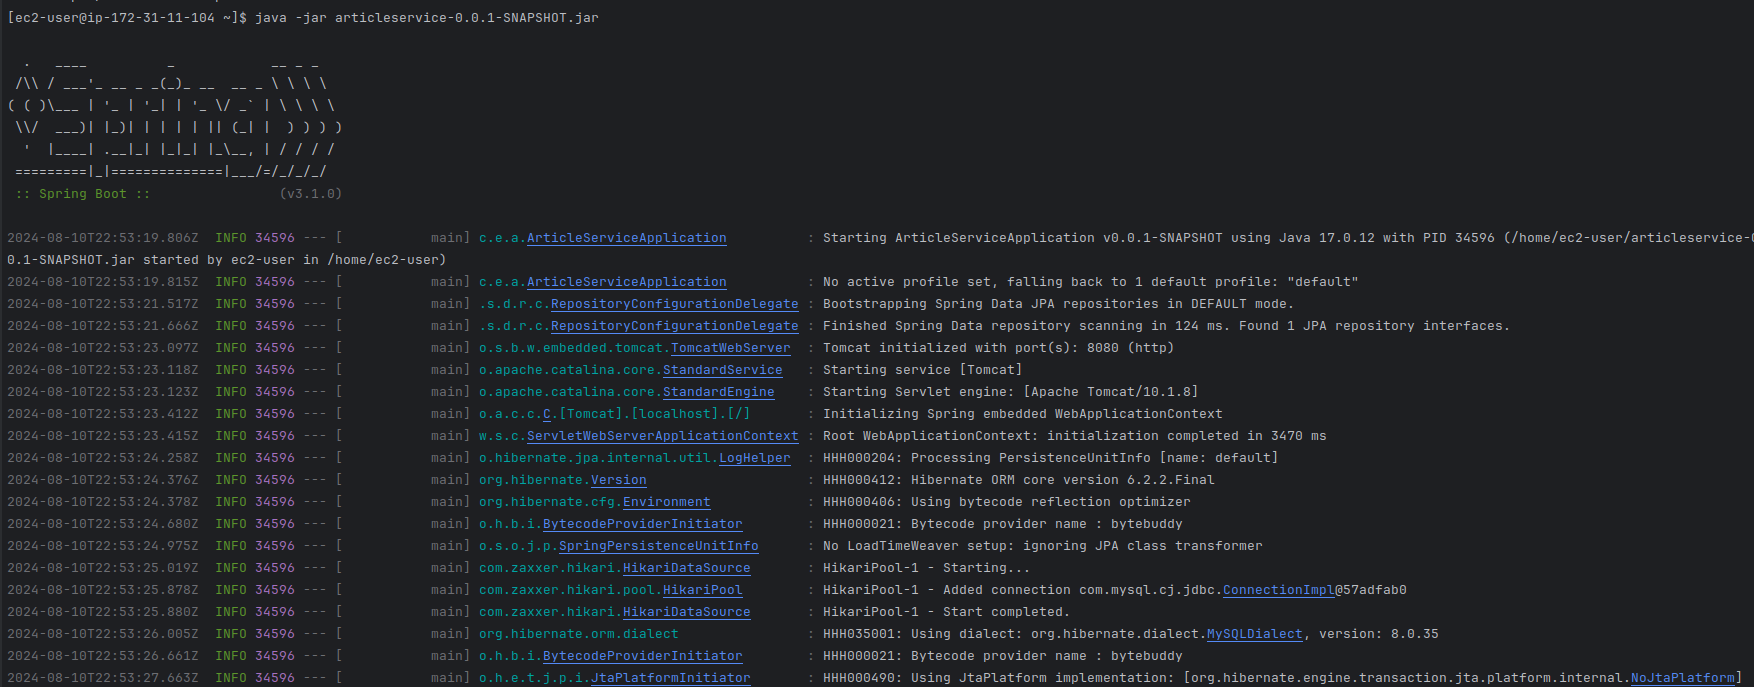 [ec2-user@ip-172-31-11-104 ~]$ java -jar articleservice-0.0.1-SNAPSHOT.jar
  .   ____          _            __ _ _
 /\\ / ___'_ __ _ _(_)_ __  __ _ \ \ \ \
( ( )\___ | '_ | '_| | '_ \/ _` | \ \ \ \
 \\/  ___)| |_)| | | | | || (_| |  ) ) ) )
  '  |____| .__|_| |_|_| |_\__, | / / / /
 =========|_|==============|___/=/_/_/_/
 :: Spring Boot ::                (v3.1.0)
2024-08-10T22:53:19.806Z  INFO 34596 --- [           main] c.e.a.ArticleServiceApplication          : Starting ArticleServiceApplication v0.0.1-SNAPSHOT using Java 17.0.12 with PID 34596 (/home/ec2-user/articleservice-0
0.1-SNAPSHOT.jar started by ec2-user in /home/ec2-user)
2024-08-10T22:53:19.815Z  INFO 34596 --- [           main] c.e.a.ArticleServiceApplication          : No active profile set, falling back to 1 default profile: "default"
2024-08-10T22:53:21.517Z  INFO 34596 --- [           main] .s.d.r.c.RepositoryConfigurationDelegate : Bootstrapping Spring Data JPA repositories in DEFAULT mode.
2024-08-10T22:53:21.666Z  INFO 34596 --- [           main] .s.d.r.c.RepositoryConfigurationDelegate : Finished Spring Data repository scanning in 124 ms. Found 1 JPA repository interfaces.
2024-08-10T22:53:23.097Z  INFO 34596 --- [           main] o.s.b.w.embedded.tomcat.TomcatWebServer  : Tomcat initialized with port(s): 8080 (http)
2024-08-10T22:53:23.118Z  INFO 34596 --- [           main] o.apache.catalina.core.StandardService   : Starting service [Tomcat]
2024-08-10T22:53:23.123Z  INFO 34596 --- [           main] o.apache.catalina.core.StandardEngine    : Starting Servlet engine: [Apache Tomcat/10.1.8]
2024-08-10T22:53:23.412Z  INFO 34596 --- [           main] o.a.c.c.C.[Tomcat].[localhost].[/]       : Initializing Spring embedded WebApplicationContext
2024-08-10T22:53:23.415Z  INFO 34596 --- [           main] w.s.c.ServletWebServerApplicationContext : Root WebApplicationContext: initialization completed in 3470 ms
2024-08-10T22:53:24.258Z  INFO 34596 --- [           main] o.hibernate.jpa.internal.util.LogHelper  : HHH000204: Processing PersistenceUnitInfo [name: default]
2024-08-10T22:53:24.376Z  INFO 34596 --- [           main] org.hibernate.Version                    : HHH000412: Hibernate ORM core version 6.2.2.Final
2024-08-10T22:53:24.378Z  INFO 34596 --- [           main] org.hibernate.cfg.Environment            : HHH000406: Using bytecode reflection optimizer
2024-08-10T22:53:24.680Z  INFO 34596 --- [           main] o.h.b.i.BytecodeProviderInitiator        : HHH000021: Bytecode provider name : bytebuddy
2024-08-10T22:53:24.975Z  INFO 34596 --- [           main] o.s.o.j.p.SpringPersistenceUnitInfo      : No LoadTimeWeaver setup: ignoring JPA class transformer
2024-08-10T22:53:25.019Z  INFO 34596 --- [           main] com.zaxxer.hikari.HikariDataSource       : HikariPool-1 - Starting...
2024-08-10T22:53:25.878Z  INFO 34596 --- [           main] com.zaxxer.hikari.pool.HikariPool        : HikariPool-1 - Added connection com.mysql.cj.jdbc.ConnectionImpl@57adfab0
2024-08-10T22:53:25.880Z  INFO 34596 --- [           main] com.zaxxer.hikari.HikariDataSource       : HikariPool-1 - Start completed.
2024-08-10T22:53:26.005Z  INFO 34596 --- [           main] org.hibernate.orm.dialect                : HHH035001: Using dialect: org.hibernate.dialect.MySQLDialect, version: 8.0.35
2024-08-10T22:53:26.661Z  INFO 34596 --- [           main] o.h.b.i.BytecodeProviderInitiator        : HHH000021: Bytecode provider name : bytebuddy
2024-08-10T22:53:27.663Z  INFO 34596 --- [           main] o.h.e.t.j.p.i.JtaPlatformInitiator       : HHH000490: Using JtaPlatform implementation: [org.hibernate.engine.transaction.jta.platform.internal.NoJtaPlatform]